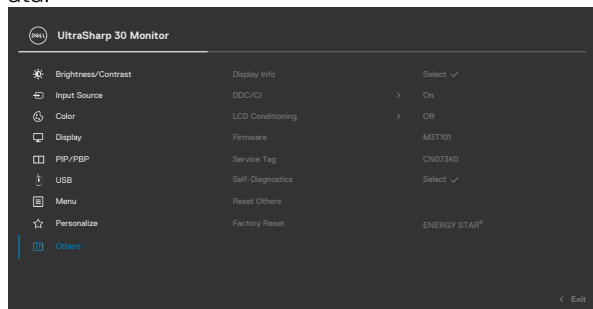 DELL UltraSharp 30 Monitor
Brightness/Contrast Display Info Select ✓
Input Source DDC/CI > On
Color LCD Conditioning > Off
Display Firmware M3T101
PIP/PBP Service Tag CN073K0
USB Self-Diagnostics Select ✓
Menu Reset Others
Personalize Factory Reset ENERGY STAR®
Others
< Exit